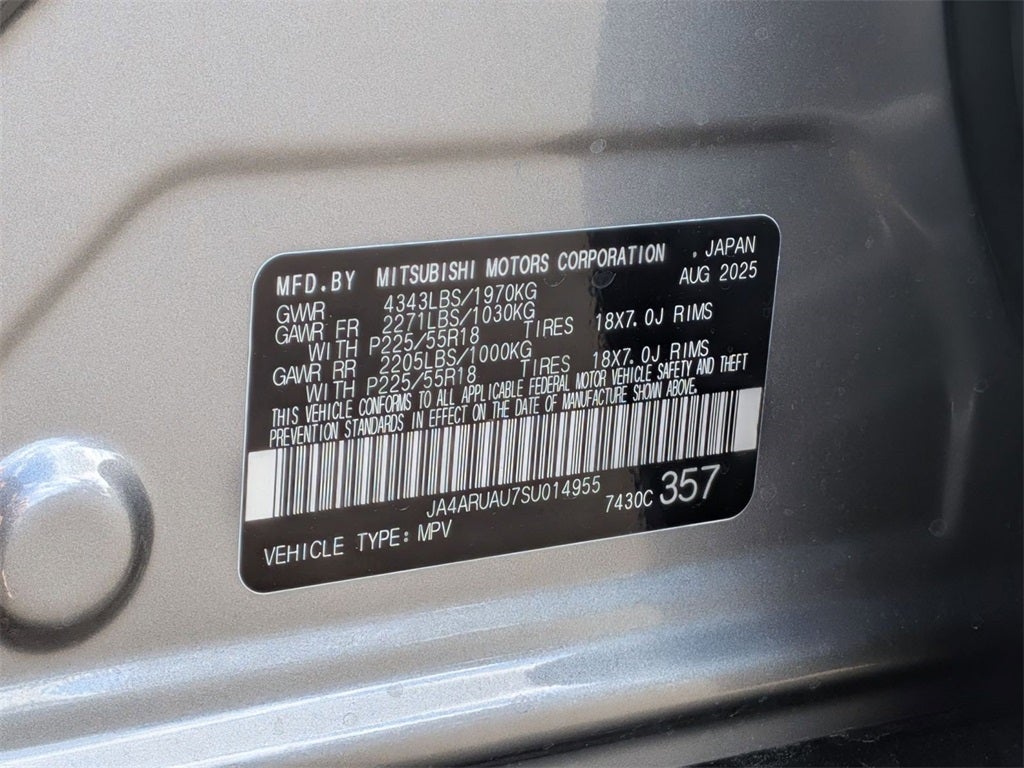 MFD.BY MITSUBISHI MOTORS CORPORATION . JAPAN
AUG 2025
GVWR 4343LBS/1970KG
GAWR FR 2271LBS/1030KG
WITH P225/55R18 TIRES 18X7.0J RIMS
GAWR RR 2205LBS/1000KG
WITH P225/55R18 TIRES 18X7.0J RIMS
THIS VEHICLE CONFORMS TO ALL APPLICABLE FEDERAL MOTOR VEHICLE SAFETY AND THEFT
PREVENTION STANDARDS IN EFFECT ON THE DATE OF MANUFACTURE SHOWN ABOVE.
JA4ARUAU7SU014955 7430C 357
VEHICLE TYPE: MPV